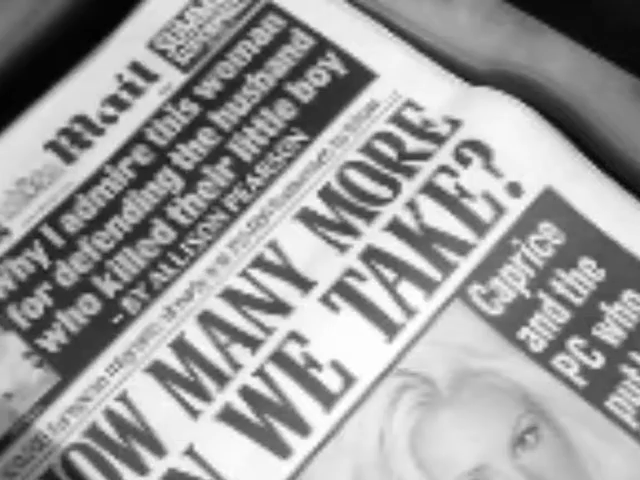 Mail
SUMMER
Why I admire this woman
for defending the husband
who killed their little boy
- BY ALLISON PEARSON
OW MANY MORE
N WE TAKE?
Caprice
and the
PC who